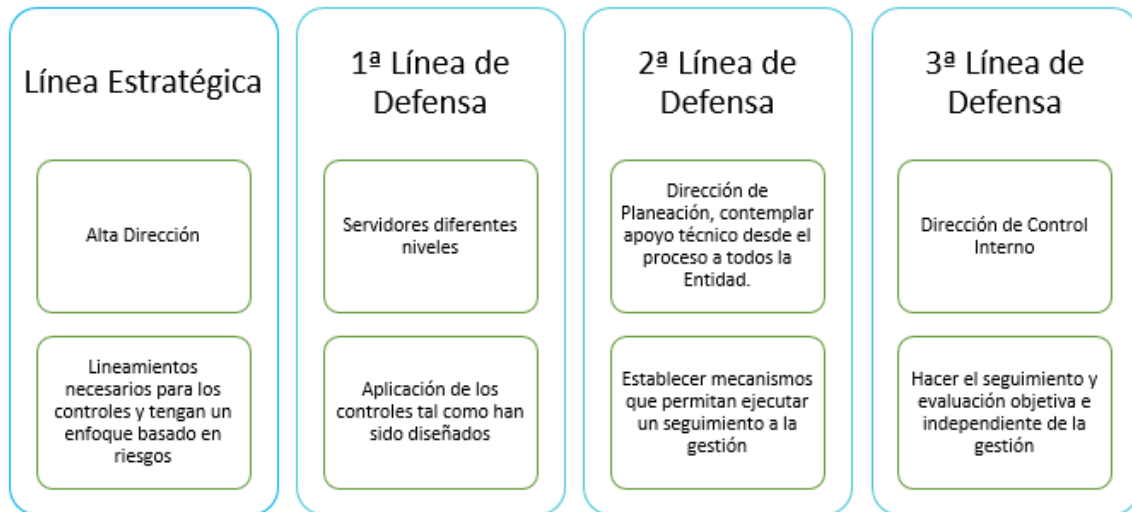 Línea Estratégica
Alta Dirección
Lineamientos
necesarios para los
controles y tengan un
enfoque basado en
riesgos
1ª Línea de
Defensa
Servidores diferentes
niveles
Aplicación de los
controles tal como han
sido diseñados
2ª Línea de
Defensa
Dirección de
Planeación, contemplar
apoyo técnico desde el
proceso a todos la
Entidad.
Establecer mecanismos
que permitan ejecutar
un seguimiento a la
gestión
3ª Línea de
Defensa
Dirección de Control
Interno
Hacer el seguimiento y
evaluación objetiva e
independiente de la
gestión